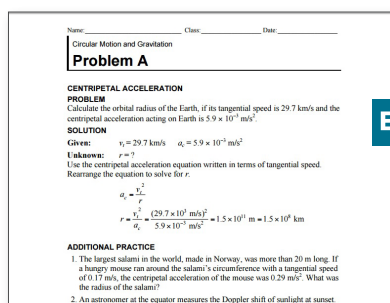 Name: Class: Date:
Circular Motion and Gravitation
Problem A
CENTRIPETAL ACCELERATION
PROBLEM
Calculate the orbital radius of the Earth, if its tangential speed is 29.7 km/s and the
centripetal acceleration acting on Earth is 5.9 × 10⁻³ m/s².
SOLUTION
Given: vₜ = 29.7 km/s a꜀ = 5.9 × 10⁻³ m/s²
Unknown: r = ?
Use the centripetal acceleration equation written in terms of tangential speed.
Rearrange the equation to solve for r.
a꜀ = vₜ²/r
r = vₜ²/a꜀ = (29.7 × 10³ m/s)²/5.9 × 10⁻³ m/s² = 1.5 × 10¹¹ m = 1.5 × 10⁸ km
ADDITIONAL PRACTICE
1. The largest salami in the world, made in Norway, was more than 20 m long. If
a hungry mouse ran around the salami's circumference with a tangential speed
of 0.17 m/s, the centripetal acceleration of the mouse was 0.29 m/s². What was
the radius of the salami?
2. An astronomer at the equator measures the Doppler shift of sunlight at sunset.
E